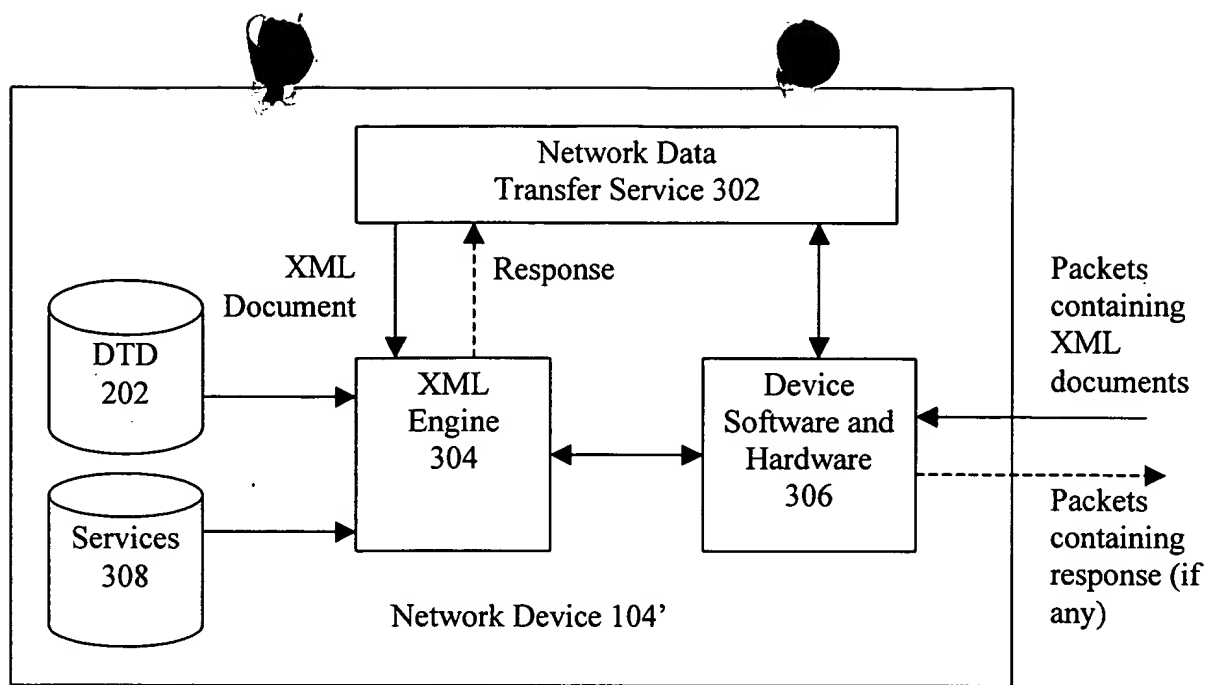 Network Data
Transfer Service 302
XML
Document
Response
Packets
containing
XML
documents
DTD
202
XML
Engine
304
Device
Software and
Hardware
306
Services
308
Packets
containing
response (if
any)
Network Device 104’